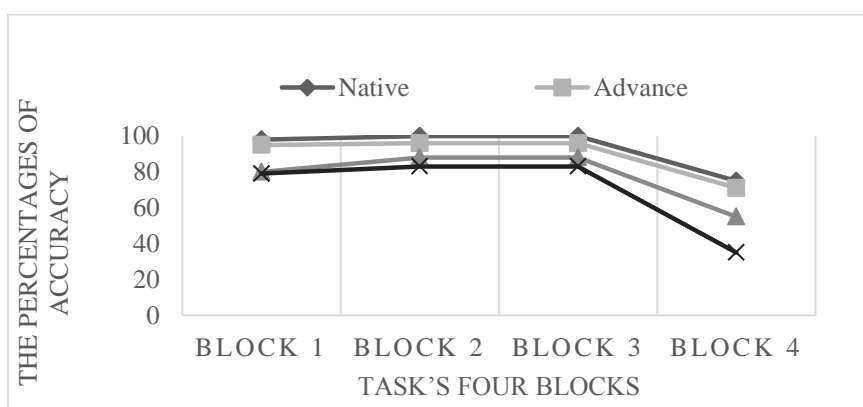 Native Advance
THE PERCENTAGES OF
ACCURACY
100
80
60
40
20
0
BLOCK 1 BLOCK 2 BLOCK 3 BLOCK 4
TASK'S FOUR BLOCKS